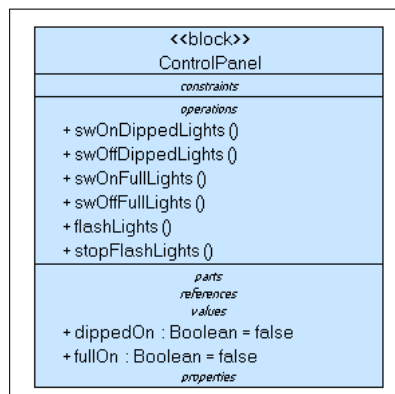 <<block>>
ControlPanel
constraints
operations
+ swOnDippedLights ()
+ swOffDippedLights ()
+ swOnFullLights ()
+ swOffFullLights ()
+ flashLights ()
+ stopFlashLights ()
parts
references
values
+ dippedOn : Boolean = false
+ fullOn : Boolean = false
properties